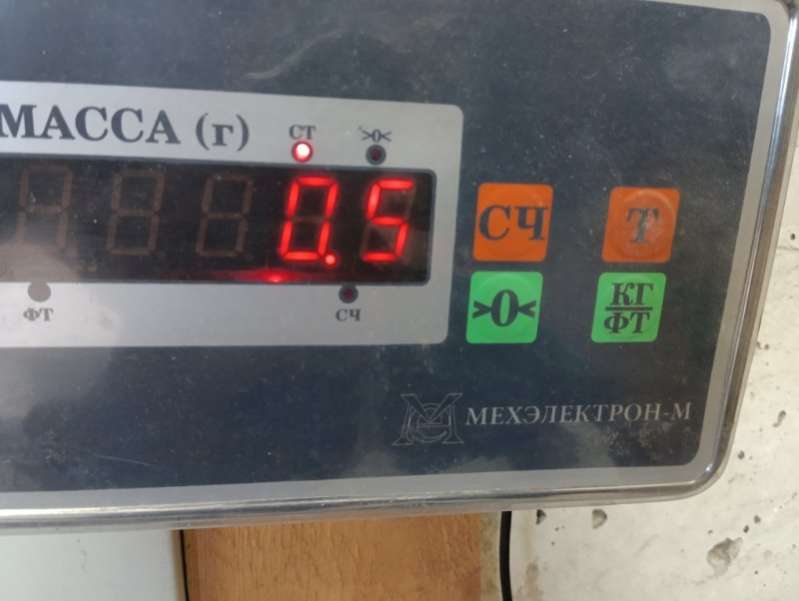 МАССА (г)
СТ >0<
0.5
ФТ СЧ
СЧ Т
>0< КГ
ФТ
МЕХЭЛЕКТРОН-М